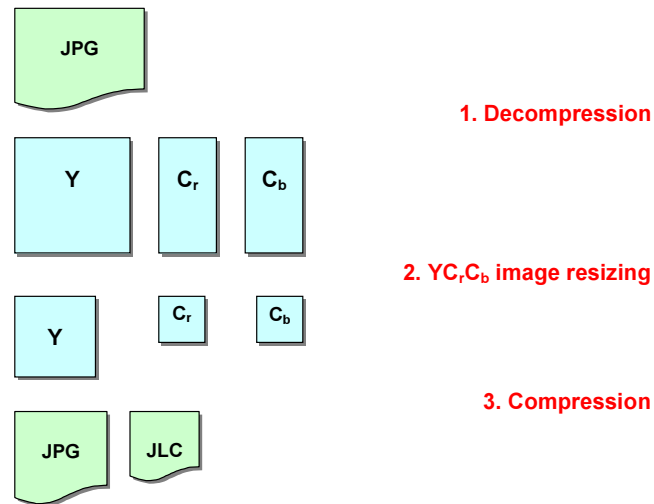 JPG
1. Decompression
Y Cr Cb
2. YCrCb image resizing
Y Cr Cb
3. Compression
JPG JLC